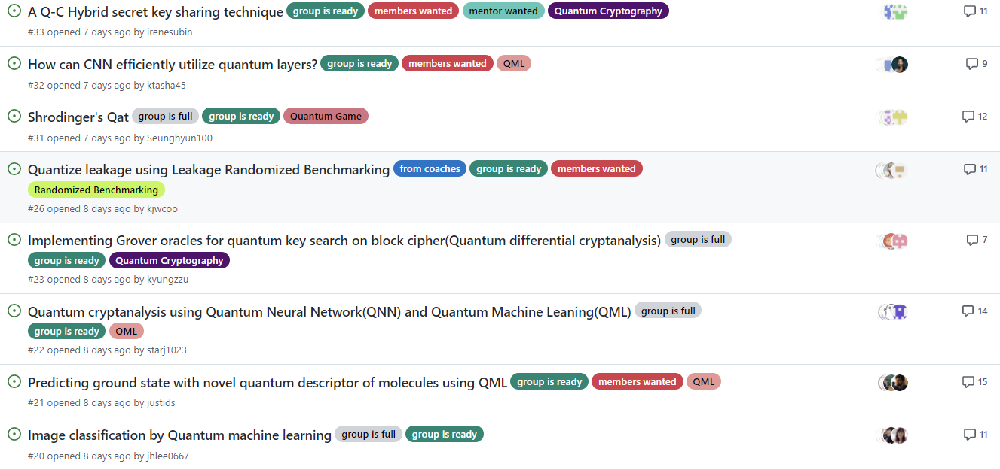 A Q-C Hybrid secret key sharing technique group is ready members wanted mentor wanted Quantum Cryptography 11
#33 opened 7 days ago by irenesubin
How can CNN efficiently utilize quantum layers? group is ready members wanted QML 9
#32 opened 7 days ago by ktasha45
Shrodinger's Qat group is full group is ready Quantum Game 12
#31 opened 7 days ago by Seunghyun100
Quantize leakage using Leakage Randomized Benchmarking from coaches group is ready members wanted 11
Randomized Benchmarking
#26 opened 8 days ago by kjwcoo
Implementing Grover oracles for quantum key search on block cipher(Quantum differential cryptanalysis) group is full 7
group is ready Quantum Cryptography
#23 opened 8 days ago by kyungzzu
Quantum cryptanalysis using Quantum Neural Network(QNN) and Quantum Machine Leaning(QML) group is full 14
group is ready QML
#22 opened 8 days ago by starj1023
Predicting ground state with novel quantum descriptor of molecules using QML group is ready members wanted QML 15
#21 opened 8 days ago by justids
Image classification by Quantum machine learning group is full group is ready 11
#20 opened 8 days ago by jhlee0667